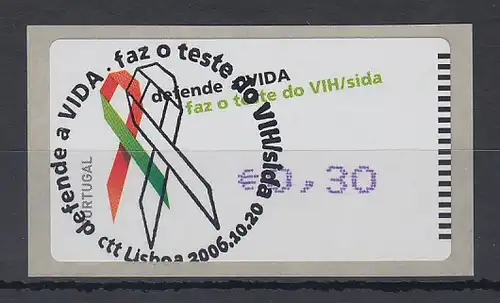 defende a VIDA · faz o teste do VIH/sida
defende a VIDA
faz o teste do VIH/sida
PORTUGAL
€0,30
ctt Lisboa 2006.10.20